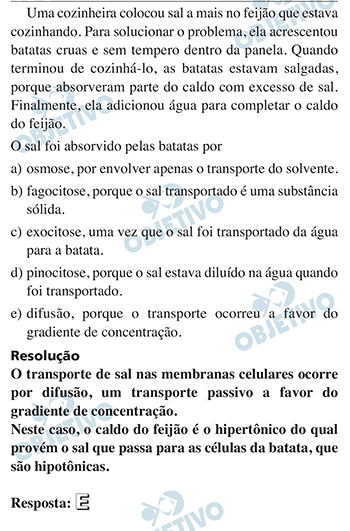 Uma cozinheira colocou sal a mais no feijão que estava
cozinhando. Para solucionar o problema, ela acrescentou
batatas cruas e sem tempero dentro da panela. Quando
terminou de cozinhá-lo, as batatas estavam salgadas,
porque absorveram parte do caldo com excesso de sal.
Finalmente, ela adicionou água para completar o caldo
do feijão.
O sal foi absorvido pelas batatas por
a) osmose, por envolver apenas o transporte do solvente.
b) fagocitose, porque o sal transportado é uma substância
sólida.
c) exocitose, uma vez que o sal foi transportado da água
para a batata.
d) pinocitose, porque o sal estava diluído na água quando
foi transportado.
e) difusão, porque o transporte ocorreu a favor do
gradiente de concentração.
Resolução
O transporte de sal nas membranas celulares ocorre
por difusão, um transporte passivo a favor do
gradiente de concentração.
Neste caso, o caldo do feijão é o hipertônico do qual
provém o sal que passa para as células da batata, que
são hipotônicas.
Resposta: E
OBJETIVO
OBJETIVO
OBJETIVO
OBJETIVO
OBJETIVO
OBJETIVO